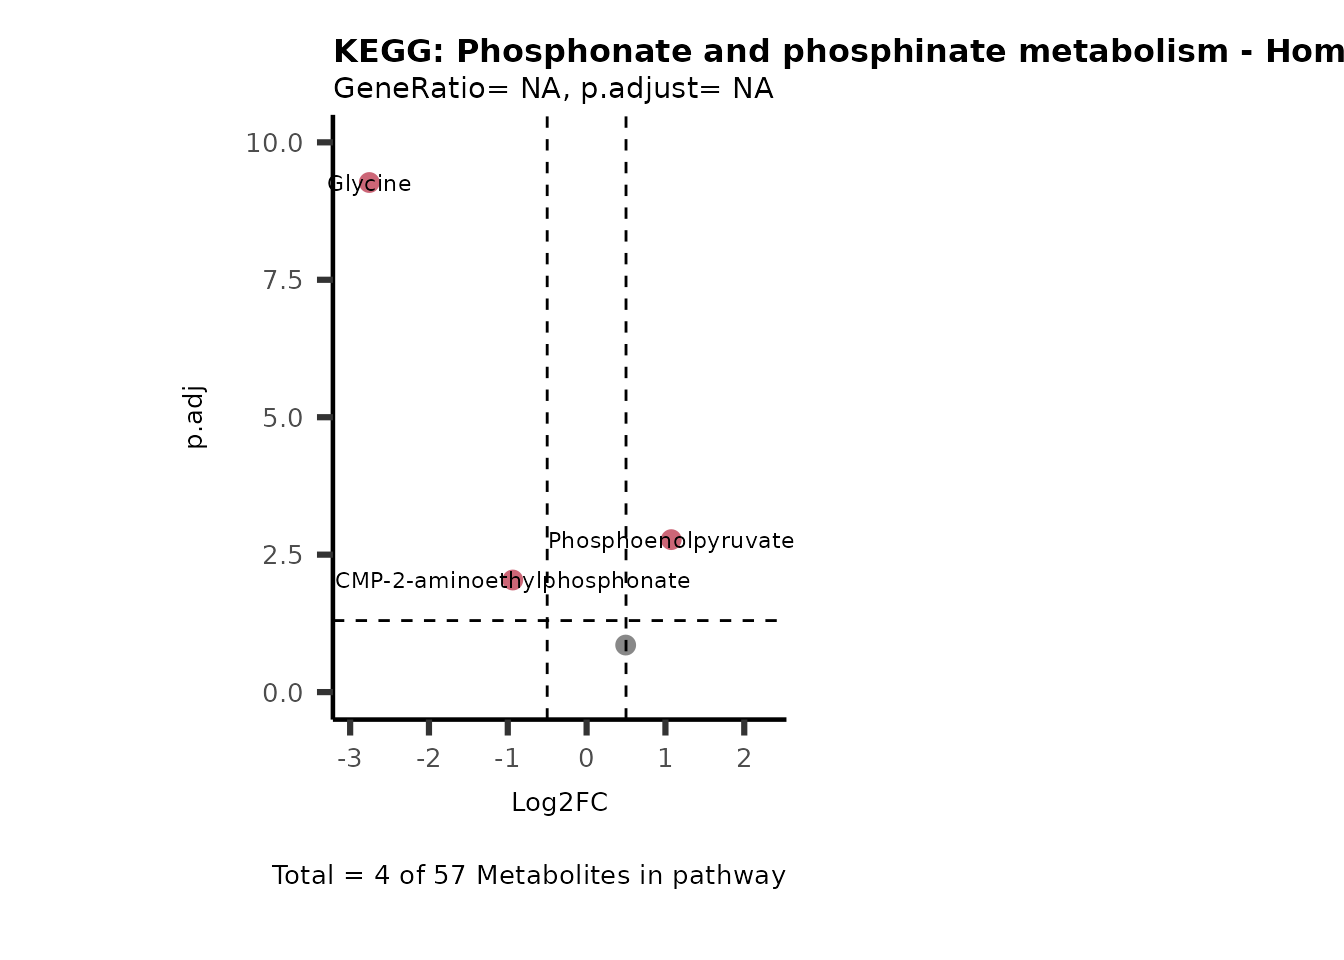 KEGG: Phosphonate and phosphinate metabolism - Hom
GeneRatio= NA, p.adjust= NA
10.0
Glycine
7.5
p.adj
5.0
Phosphoenolpyruvate
2.5
CMP-2-aminoethylphosphonate
0.0
-3 -2 -1 0 1 2
Log2FC
Total = 4 of 57 Metabolites in pathway